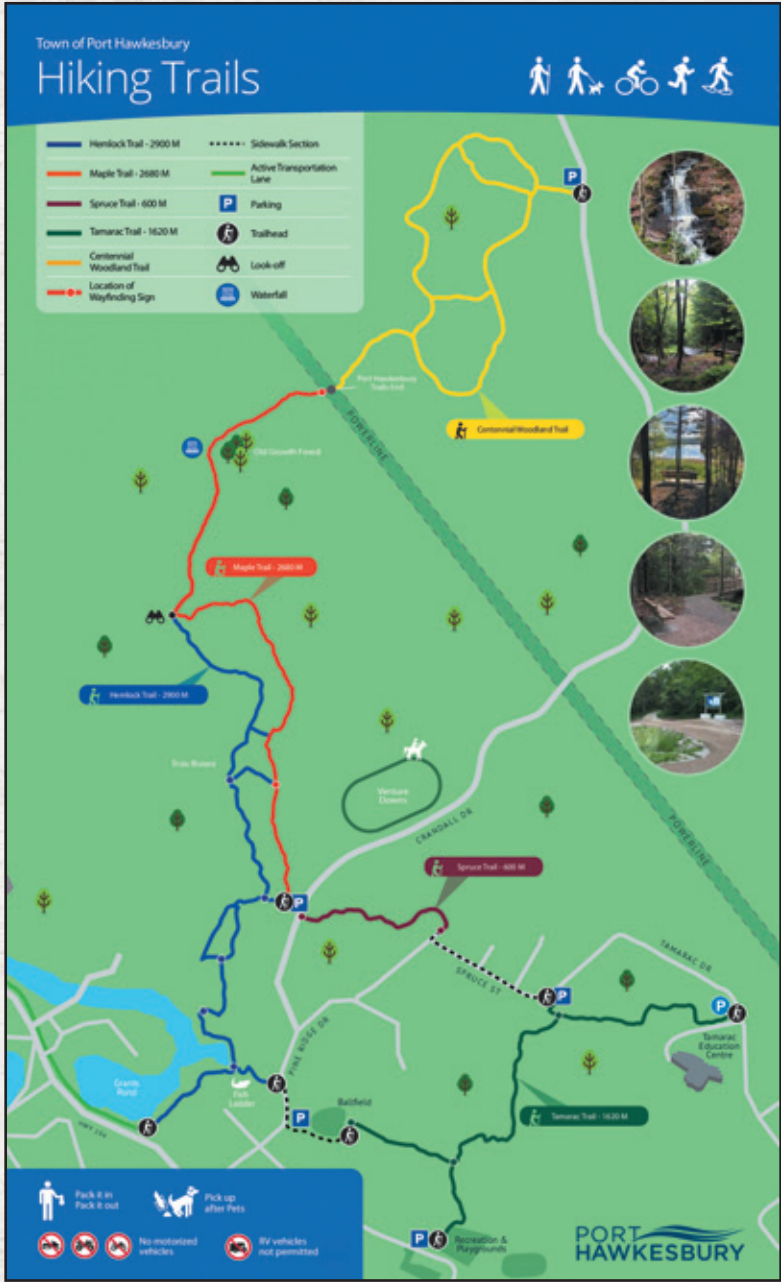 Town of Port Hawkesbury
Hiking Trails
Hemlock Trail - 2900 M
Maple Trail - 2680 M
Spruce Trail - 600 M
Tamarac Trail - 1620 M
Centennial
Woodland Trail
Location of
Wayfinding Sign
Sidewalk Section
Active Transportation
Lane
P
Parking
Trailhead
Look-off
Waterfall
P
Port Hawkesbury
Trails End
POWERLINE
Centennial Woodland Trail
Old Growth Forest
Maple Trail - 2680 M
Hemlock Trail - 2900 M
Venture
Downs
CRANDALL DR
POWERLINE
Spruce Trail - 600 M
P
SPRUCE ST
TAMARAC DR
P
P
Tamarac
Education
Centre
PINE RIDGE DR
Grants
Pond
Fish
Ladder
Ballfield
P
Tamarac Trail - 1620 M
HWY
P
Recreation &
Playgrounds
Pack it in
Pack it out
Pick up
after Pets
No motorized
vehicles
RV vehicles
not permitted
PORT
HAWKESBURY